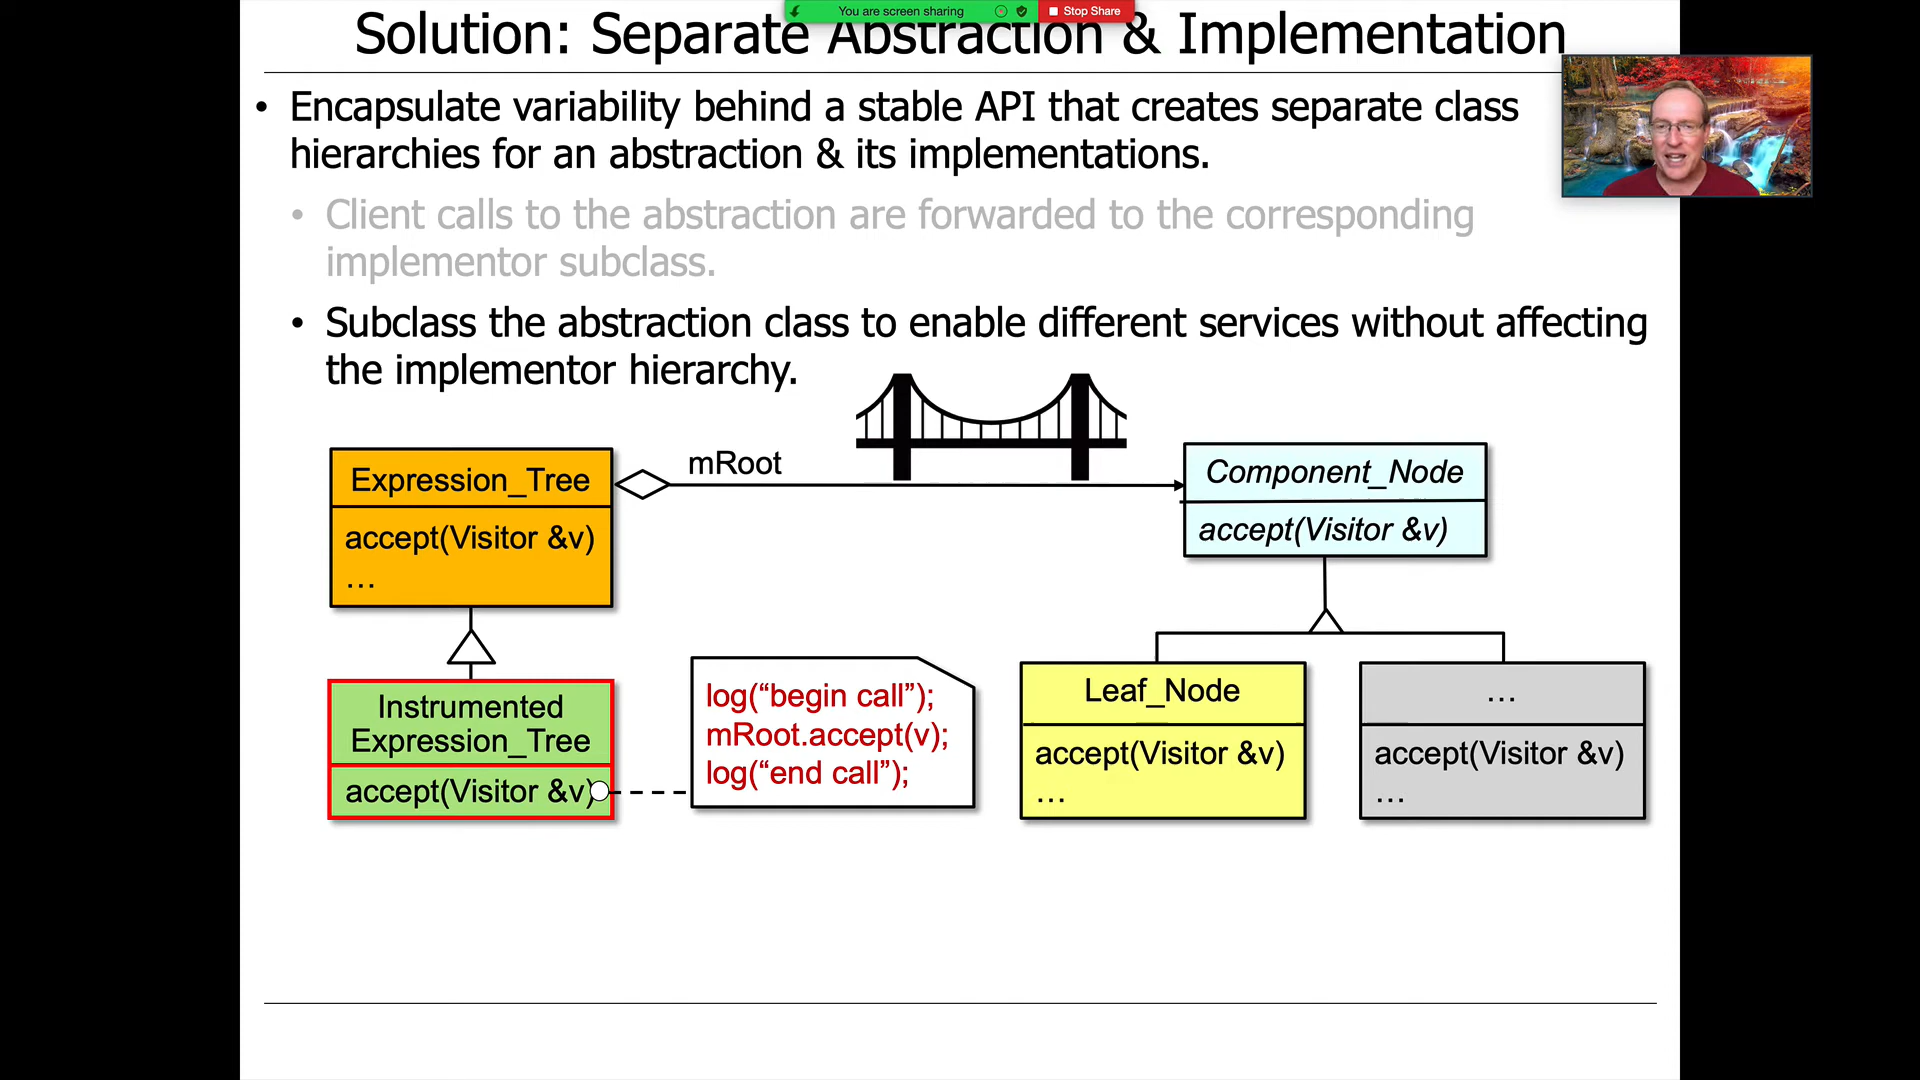 You are screen sharing
Stop Share
Solution: Separate Abstraction & Implementation
• Encapsulate variability behind a stable API that creates separate class
hierarchies for an abstraction & its implementations.
• Client calls to the abstraction are forwarded to the corresponding
implementor subclass.
• Subclass the abstraction class to enable different services without affecting
the implementor hierarchy.
mRoot
Expression_Tree
accept(Visitor &v)
…
Component_Node
accept(Visitor &v)
Instrumented
Expression_Tree
accept(Visitor &v)
log(“begin call”);
mRoot.accept(v);
log(“end call”);
Leaf_Node
accept(Visitor &v)
…
…
accept(Visitor &v)
…